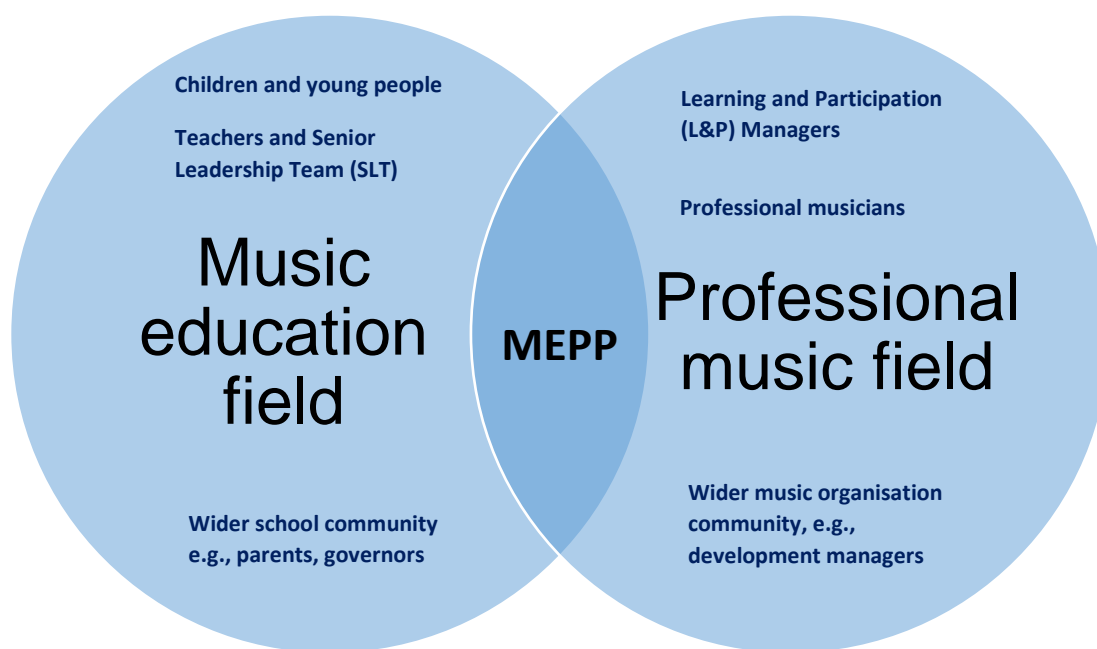 Children and young people
Teachers and Senior
Leadership Team (SLT)
Music
education
field
Wider school community
e.g., parents, governors
MEPP
Learning and Participation
(L&P) Managers
Professional musicians
Professional
music field
Wider music organisation
community, e.g.,
development managers